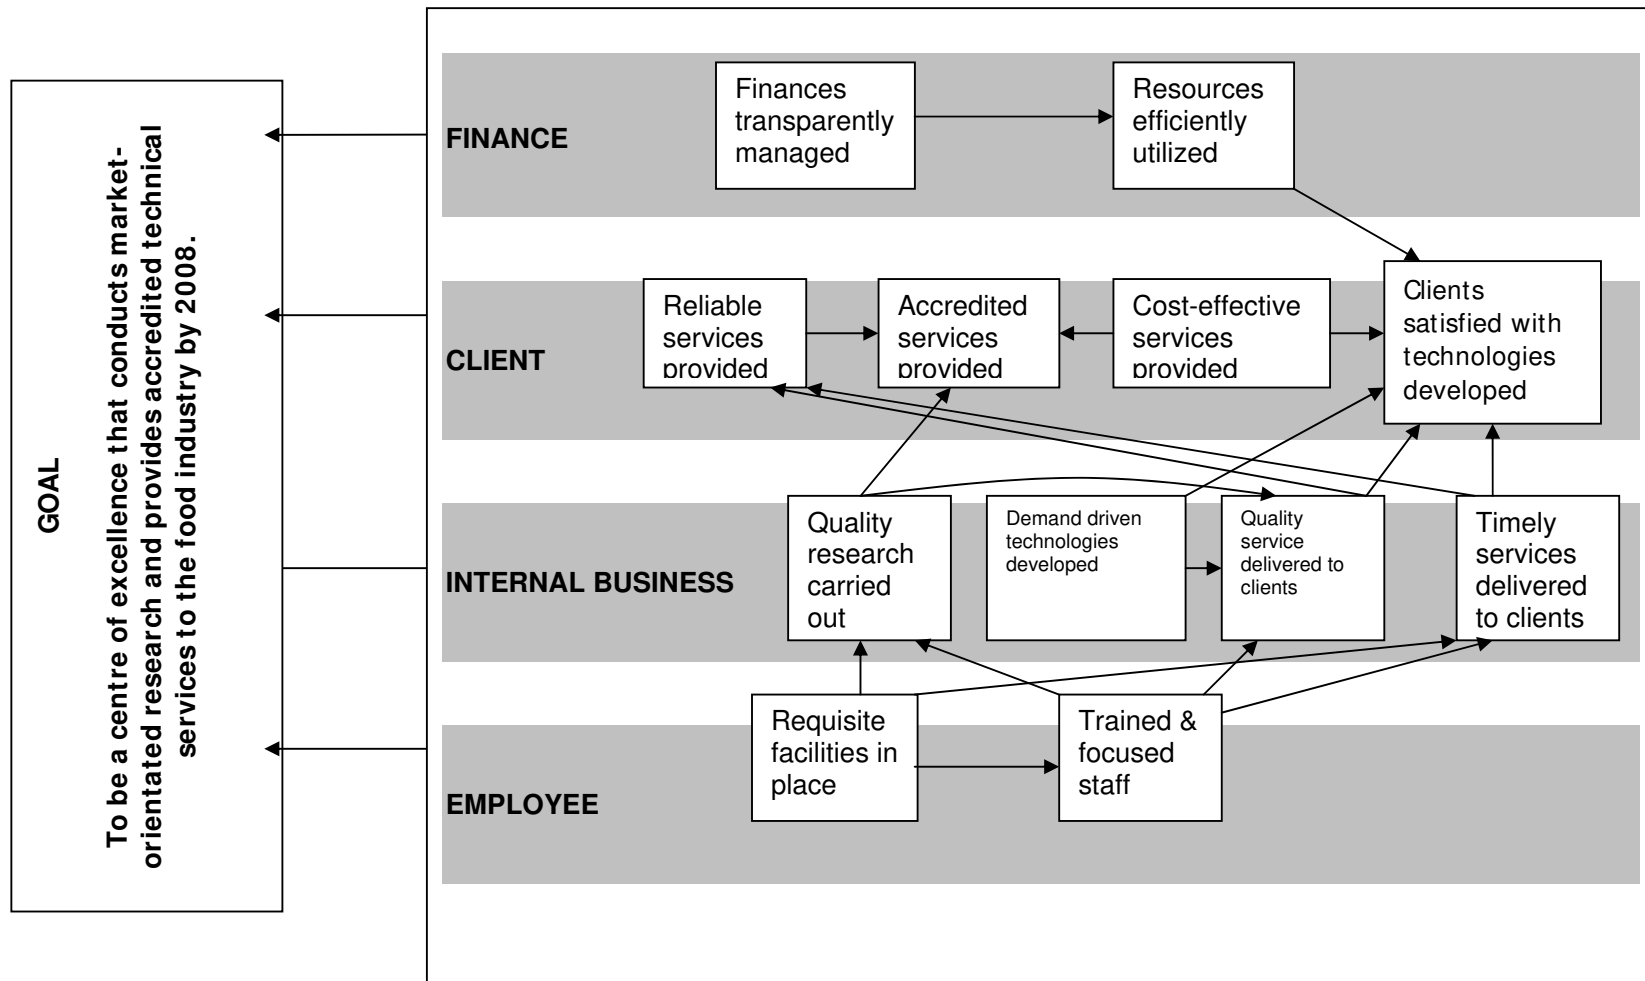 GOAL
To be a centre of excellence that conducts market-
orientated research and provides accredited technical
services to the food industry by 2008.
FINANCE
Finances
transparently
managed
Resources
efficiently
utilized
CLIENT
Reliable
services
provided
Accredited
services
provided
Cost-effective
services
provided
Clients
satisfied with
technologies
developed
INTERNAL BUSINESS
Quality
research
carried
out
Demand driven
technologies
developed
Quality
service
delivered to
clients
Timely
services
delivered
to clients
EMPLOYEE
Requisite
facilities in
place
Trained &
focused
staff